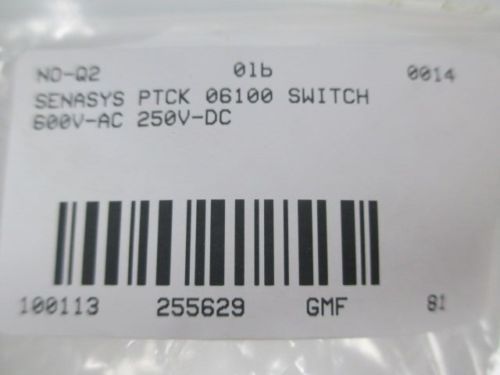 NO-Q2 01b 0014
SENASYS PTCK 06100 SWITCH
600V-AC 250V-DC
100113 255629 GMF 81